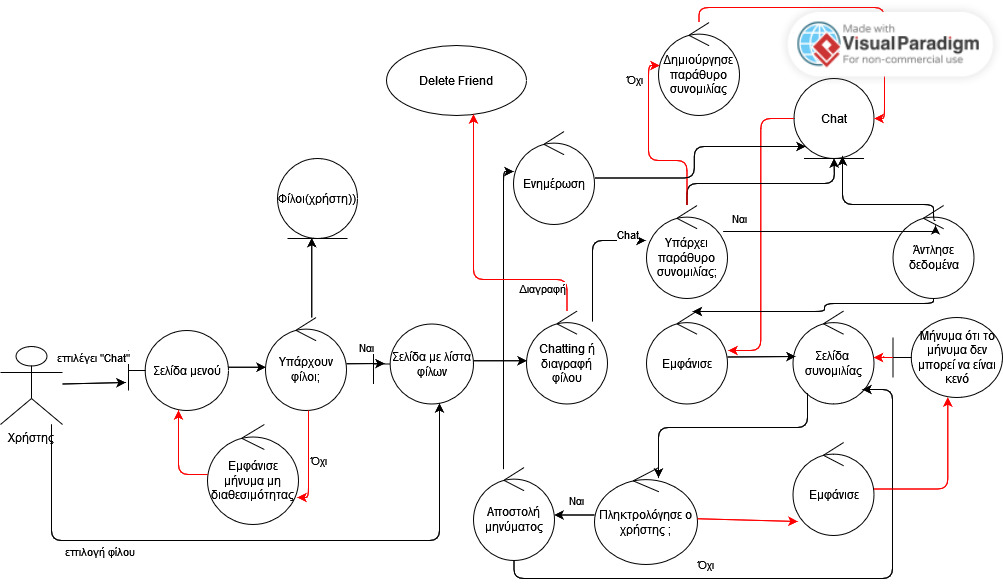 Made with
Visual Paradigm
For non-commercial use
Δημιούργησε
παράθυρο
συνομιλίας
Όχι
Delete Friend
Chat
Ενημέρωση
Φίλοι(χρήστη))
Chat
Υπάρχει
παράθυρο
συνομιλίας;
Ναι
Άντλησε
δεδομένα
Διαγραφή
επιλέγει "Chat"
Σελίδα μενού
Υπάρχουν
φίλοι;
Ναι
Σελίδα με λίστα
φίλων
Chatting ή
διαγραφή
φίλου
Εμφάνισε
Σελίδα
συνομιλίας
Μήνυμα ότι το
μήνυμα δεν
μπορεί να είναι
κενό
Χρήστης
Εμφάνισε
μήνυμα μη
διαθεσιμότητας
Όχι
Αποστολή
μηνύματος
Ναι
Πληκτρολόγησε ο
χρήστης ;
Εμφάνισε
επιλογή φίλου
Όχι